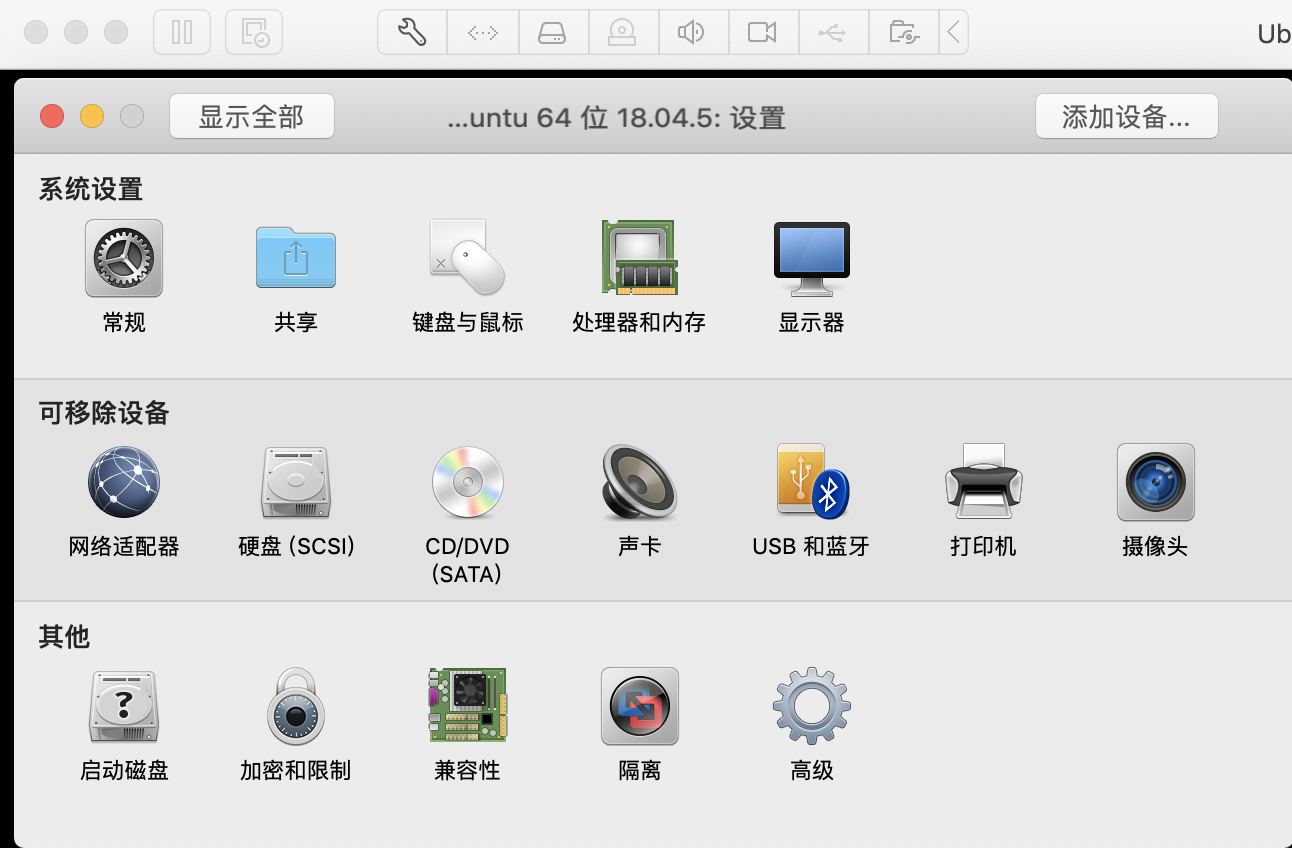 Ub
显示全部
...untu 64 位 18.04.5: 设置
添加设备...
系统设置
常规
共享
键盘与鼠标
处理器和内存
显示器
可移除设备
网络适配器
硬盘 (SCSI)
CD/DVD
(SATA)
声卡
USB 和蓝牙
打印机
摄像头
其他
启动磁盘
加密和限制
兼容性
隔离
高级